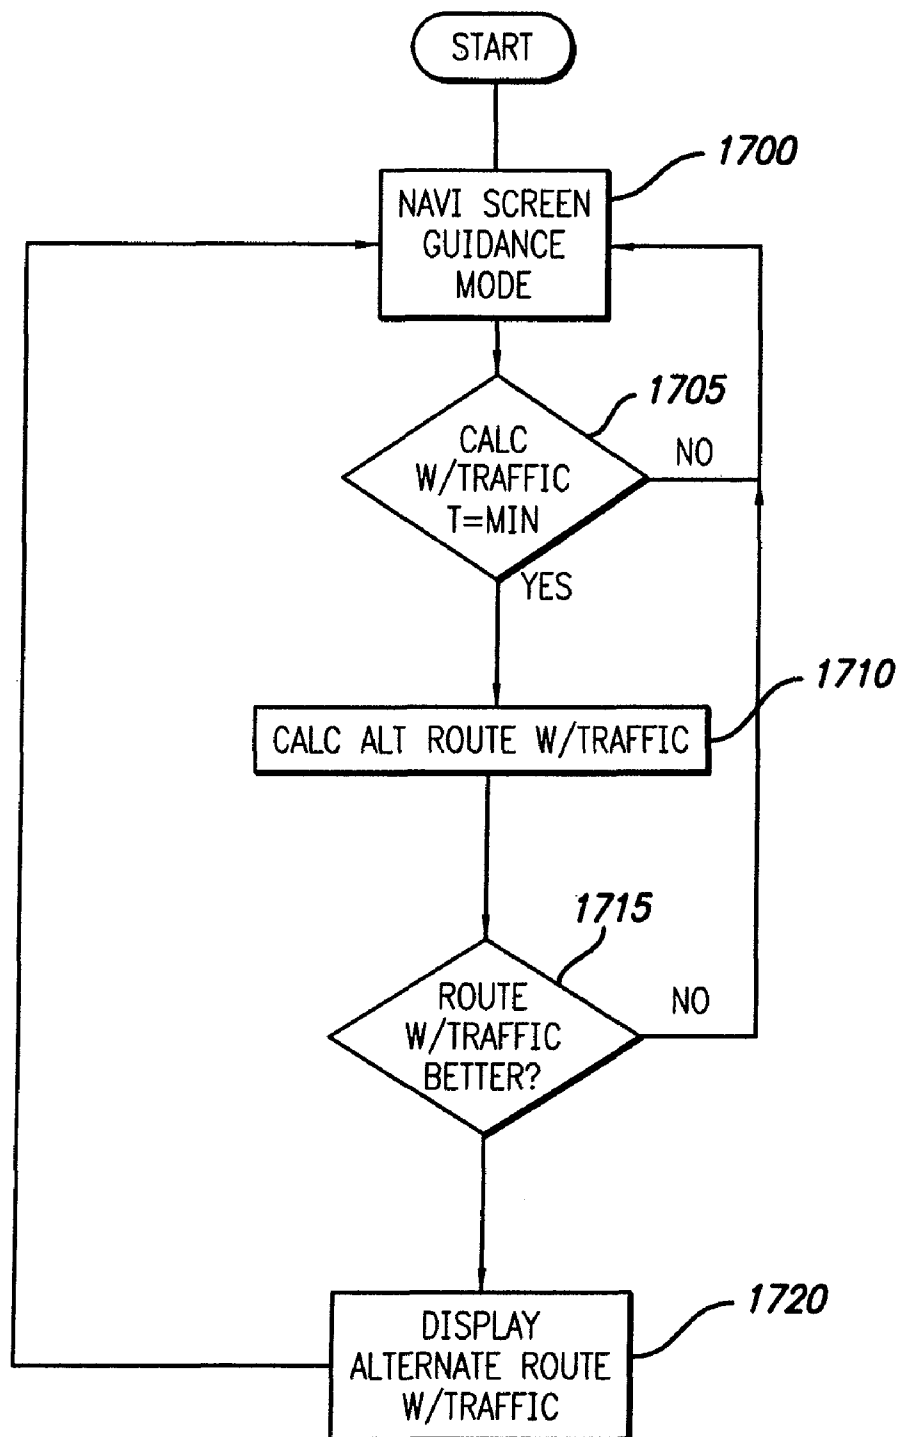 START
1700
NAVI SCREEN
GUIDANCE
MODE
1705
CALC
W/TRAFFIC
T=MIN
NO
YES
1710
CALC ALT ROUTE W/TRAFFIC
1715
ROUTE
W/TRAFFIC
BETTER?
NO
1720
DISPLAY
ALTERNATE ROUTE
W/TRAFFIC